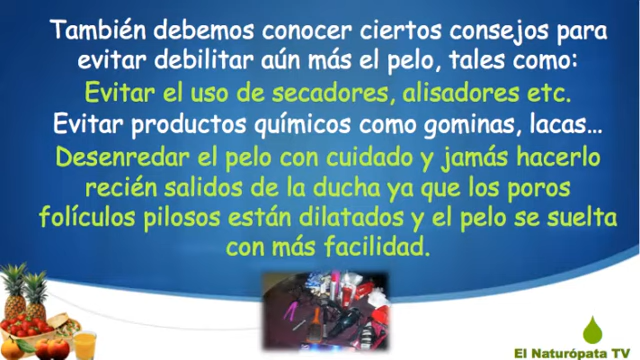 También debemos conocer ciertos consejos para
evitar debilitar aún más el pelo, tales como:
Evitar el uso de secadores, alisadores etc.
Evitar productos químicos como gominas, lacas...
Desenredar el pelo con cuidado y jamás hacerlo
recién salidos de la ducha ya que los poros
folículos pilosos están dilatados y el pelo se suelta
con más facilidad.
El Naturópata TV